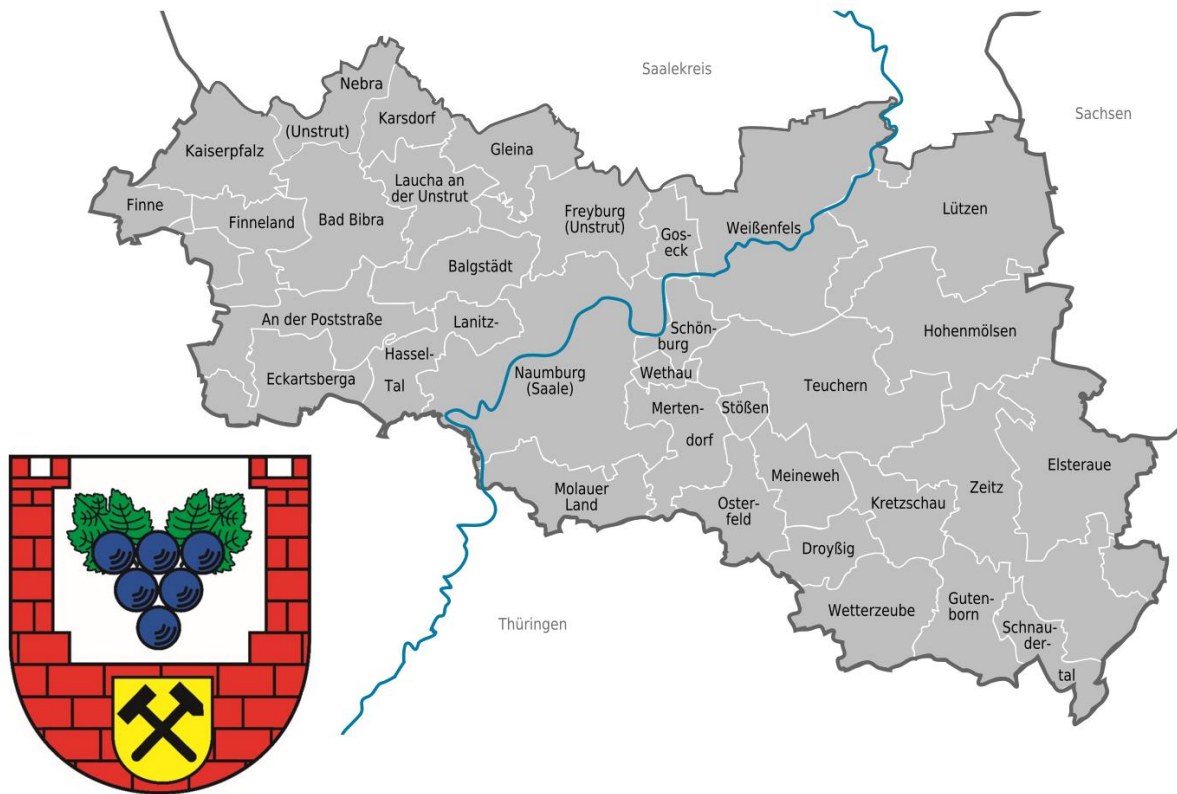 Saalekreis
Sachsen
Nebra
(Unstrut)
Karsdorf
Kaiserpfalz
Gleina
Laucha an
der Unstrut
Finne
Finneland
Bad Bibra
Freyburg
(Unstrut)
Gos-
eck
Weißenfels
Lützen
Balgstädt
An der Poststraße
Lanitz-
Hassel-
Tal
Eckartsberga
Naumburg
(Saale)
Schön-
burg
Wethau
Hohenmölsen
Teuchern
Merten-
dorf
Stößen
Meineweh
Molauer
Land
Oster-
feld
Kretzschau
Zeitz
Elsteraue
Droyßig
Wetterzeube
Guten-
born
Schnau-
der-
tal
Thüringen